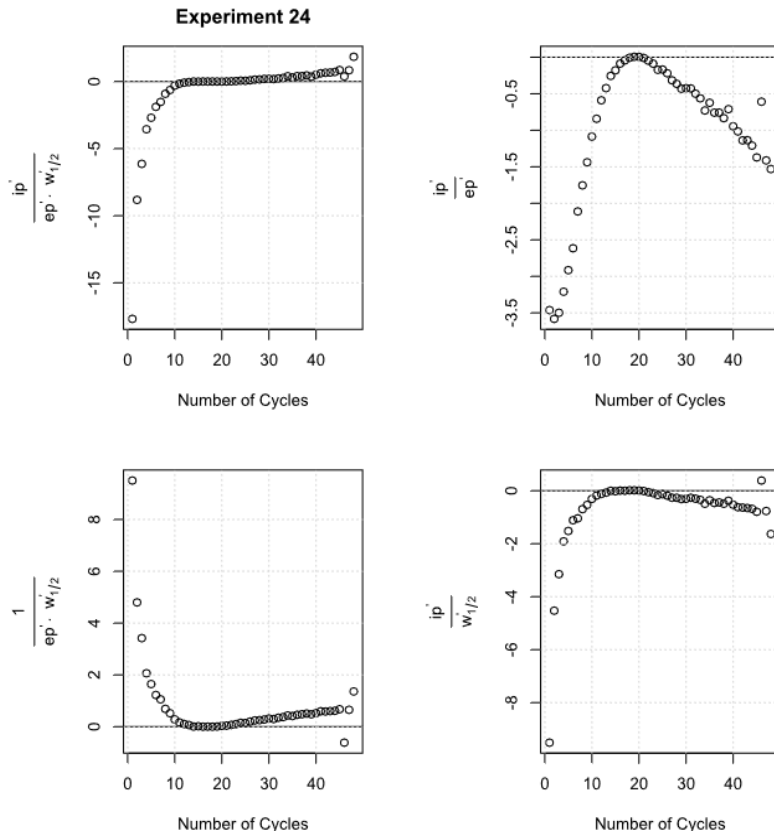 Experiment 24
0
-5
-10
-15
ip'
ep' · w'1/2
0 10 20 30 40
Number of Cycles
-0.5
-1.5
-2.5
-3.5
ip'
ep'
0 10 20 30 40
Number of Cycles
8
6
4
2
0
1
ep' · w'1/2
0 10 20 30 40
Number of Cycles
0
-2
-4
-6
-8
ip'
w'1/2
0 10 20 30 40
Number of Cycles